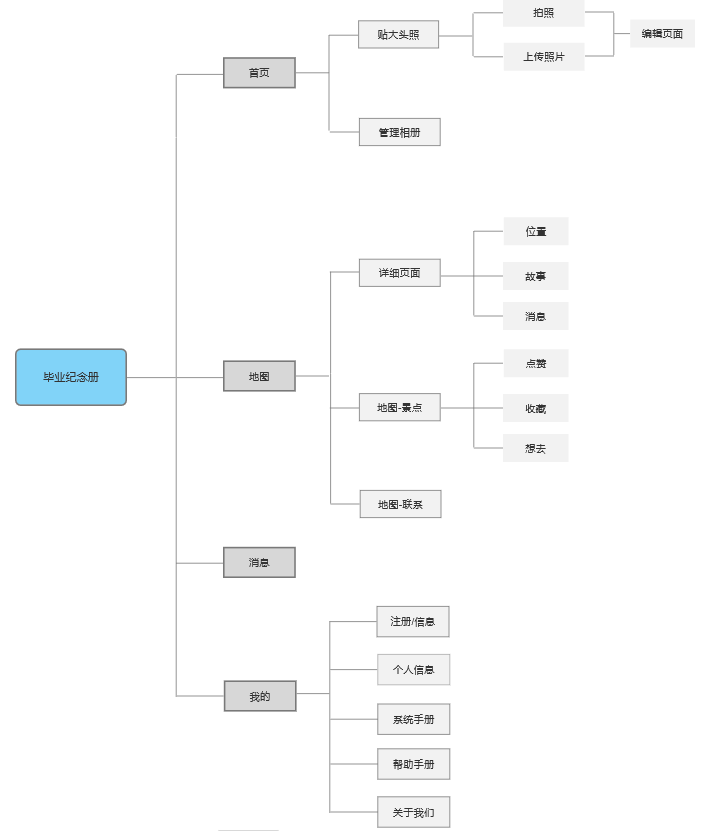 毕业纪念册
首页
贴大头照
拍照
上传照片
编辑页面
管理相册
地图
详细页面
位置
故事
消息
地图-景点
点赞
收藏
想去
地图-联系
消息
我的
注册/信息
个人信息
系统手册
帮助手册
关于我们